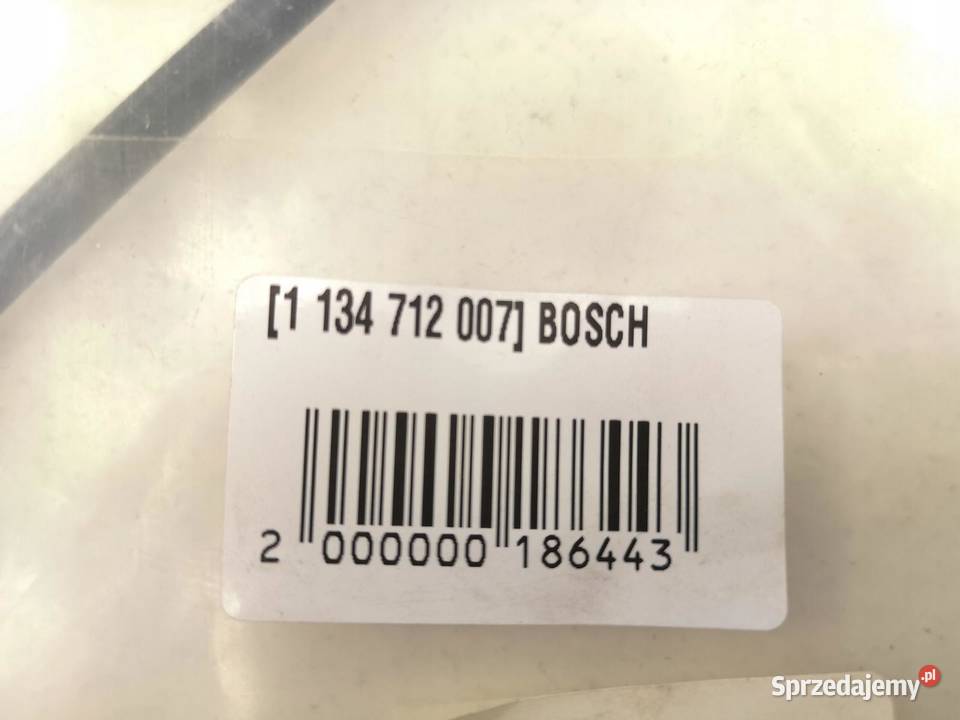 [1 134 712 007] BOSCH
2 000000 186443
Sprzedajemy.pl